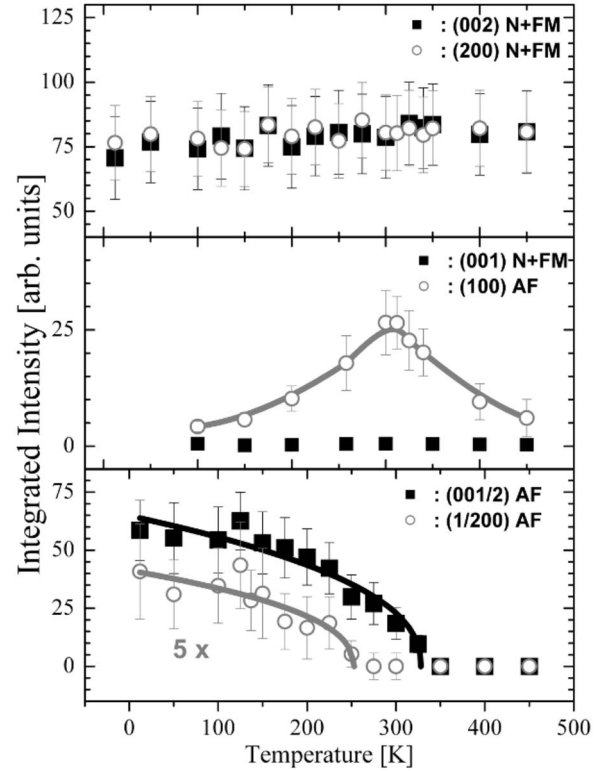 125
100
75
50
: (002) N+FM
: (200) N+FM
25
0
: (001) N+FM
: (100) AF
75
50
25
0
: (001/2) AF
: (1/200) AF
5 x
0 100 200 300 400 500
Temperature [K]
Integrated Intensity [arb. units]